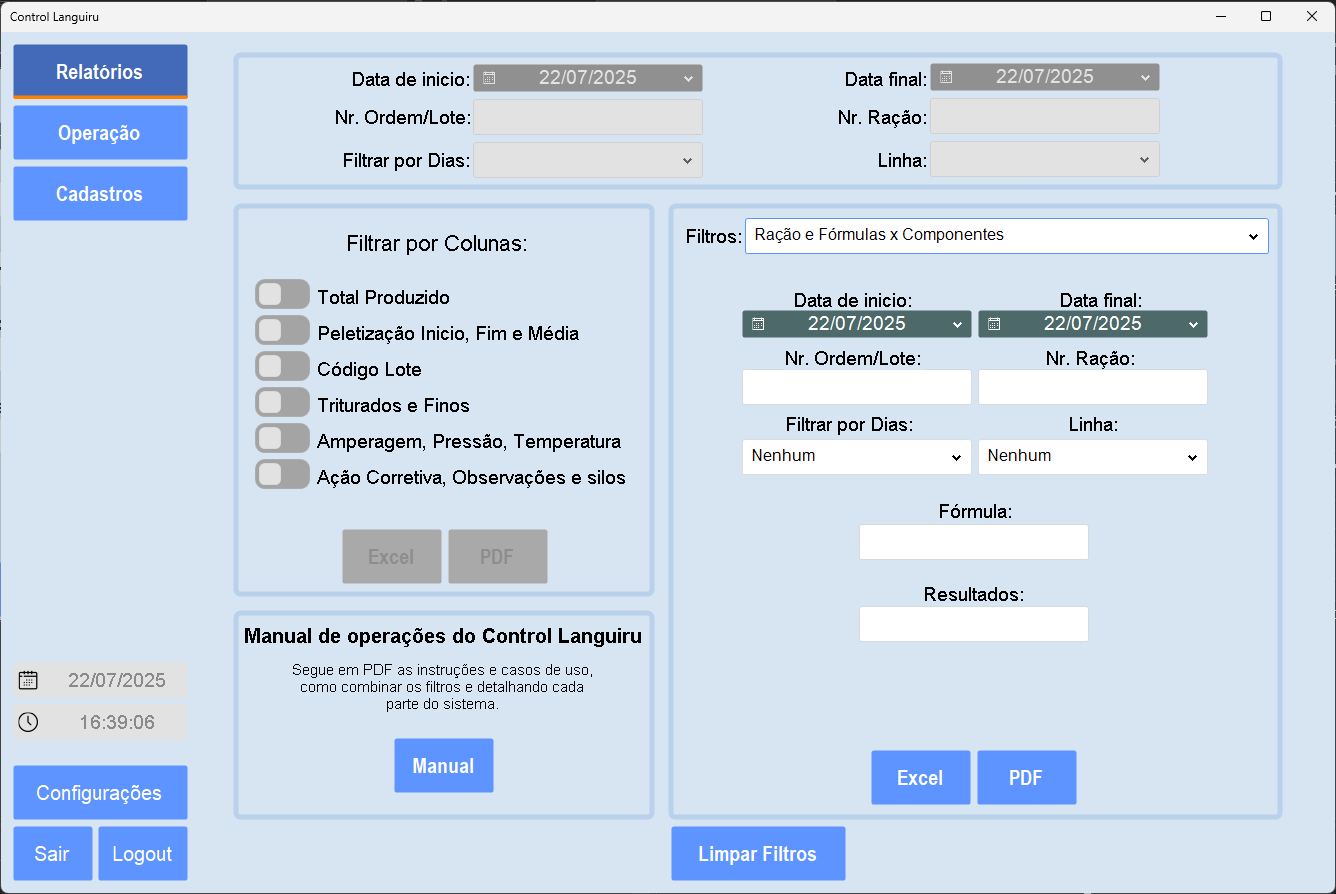 Control Languiru
Relatórios
Operação
Cadastros
22/07/2025
16:39:06
Configurações
Sair
Logout
Data de inicio:
22/07/2025
Data final:
22/07/2025
Nr. Ordem/Lote:
Nr. Ração:
Filtrar por Dias:
Linha:
Filtrar por Colunas:
Total Produzido
Peletização Inicio, Fim e Média
Código Lote
Triturados e Finos
Amperagem, Pressão, Temperatura
Ação Corretiva, Observações e silos
Excel
PDF
Manual de operações do Control Languiru
Segue em PDF as instruções e casos de uso,
como combinar os filtros e detalhando cada
parte do sistema.
Manual
Filtros:
Ração e Fórmulas x Componentes
Data de inicio:
Data final:
22/07/2025
22/07/2025
Nr. Ordem/Lote:
Nr. Ração:
Filtrar por Dias:
Linha:
Nenhum
Nenhum
Fórmula:
Resultados:
Excel
PDF
Limpar Filtros